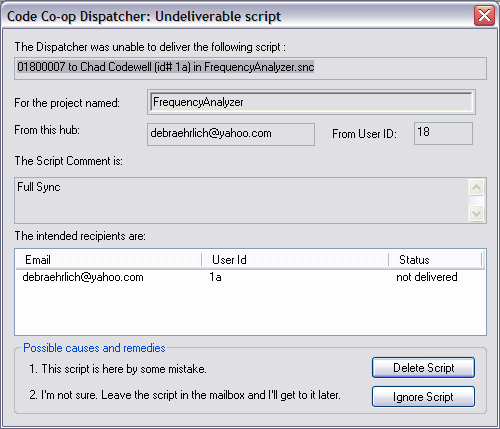 Code Co-op Dispatcher: Undeliverable script
The Dispatcher was unable to deliver the following script :
01800007 to Chad Codewell (id# 1a) in FrequencyAnalyzer.snc
For the project named: FrequencyAnalyzer
From this hub: debraehrlich@yahoo.com From User ID: 18
The Script Comment is:
Full Sync
The intended recipients are:
Email User Id Status
debraehrlich@yahoo.com 1a not delivered
Possible causes and remedies
1. This script is here by some mistake. Delete Script
2. I'm not sure. Leave the script in the mailbox and I'll get to it later. Ignore Script